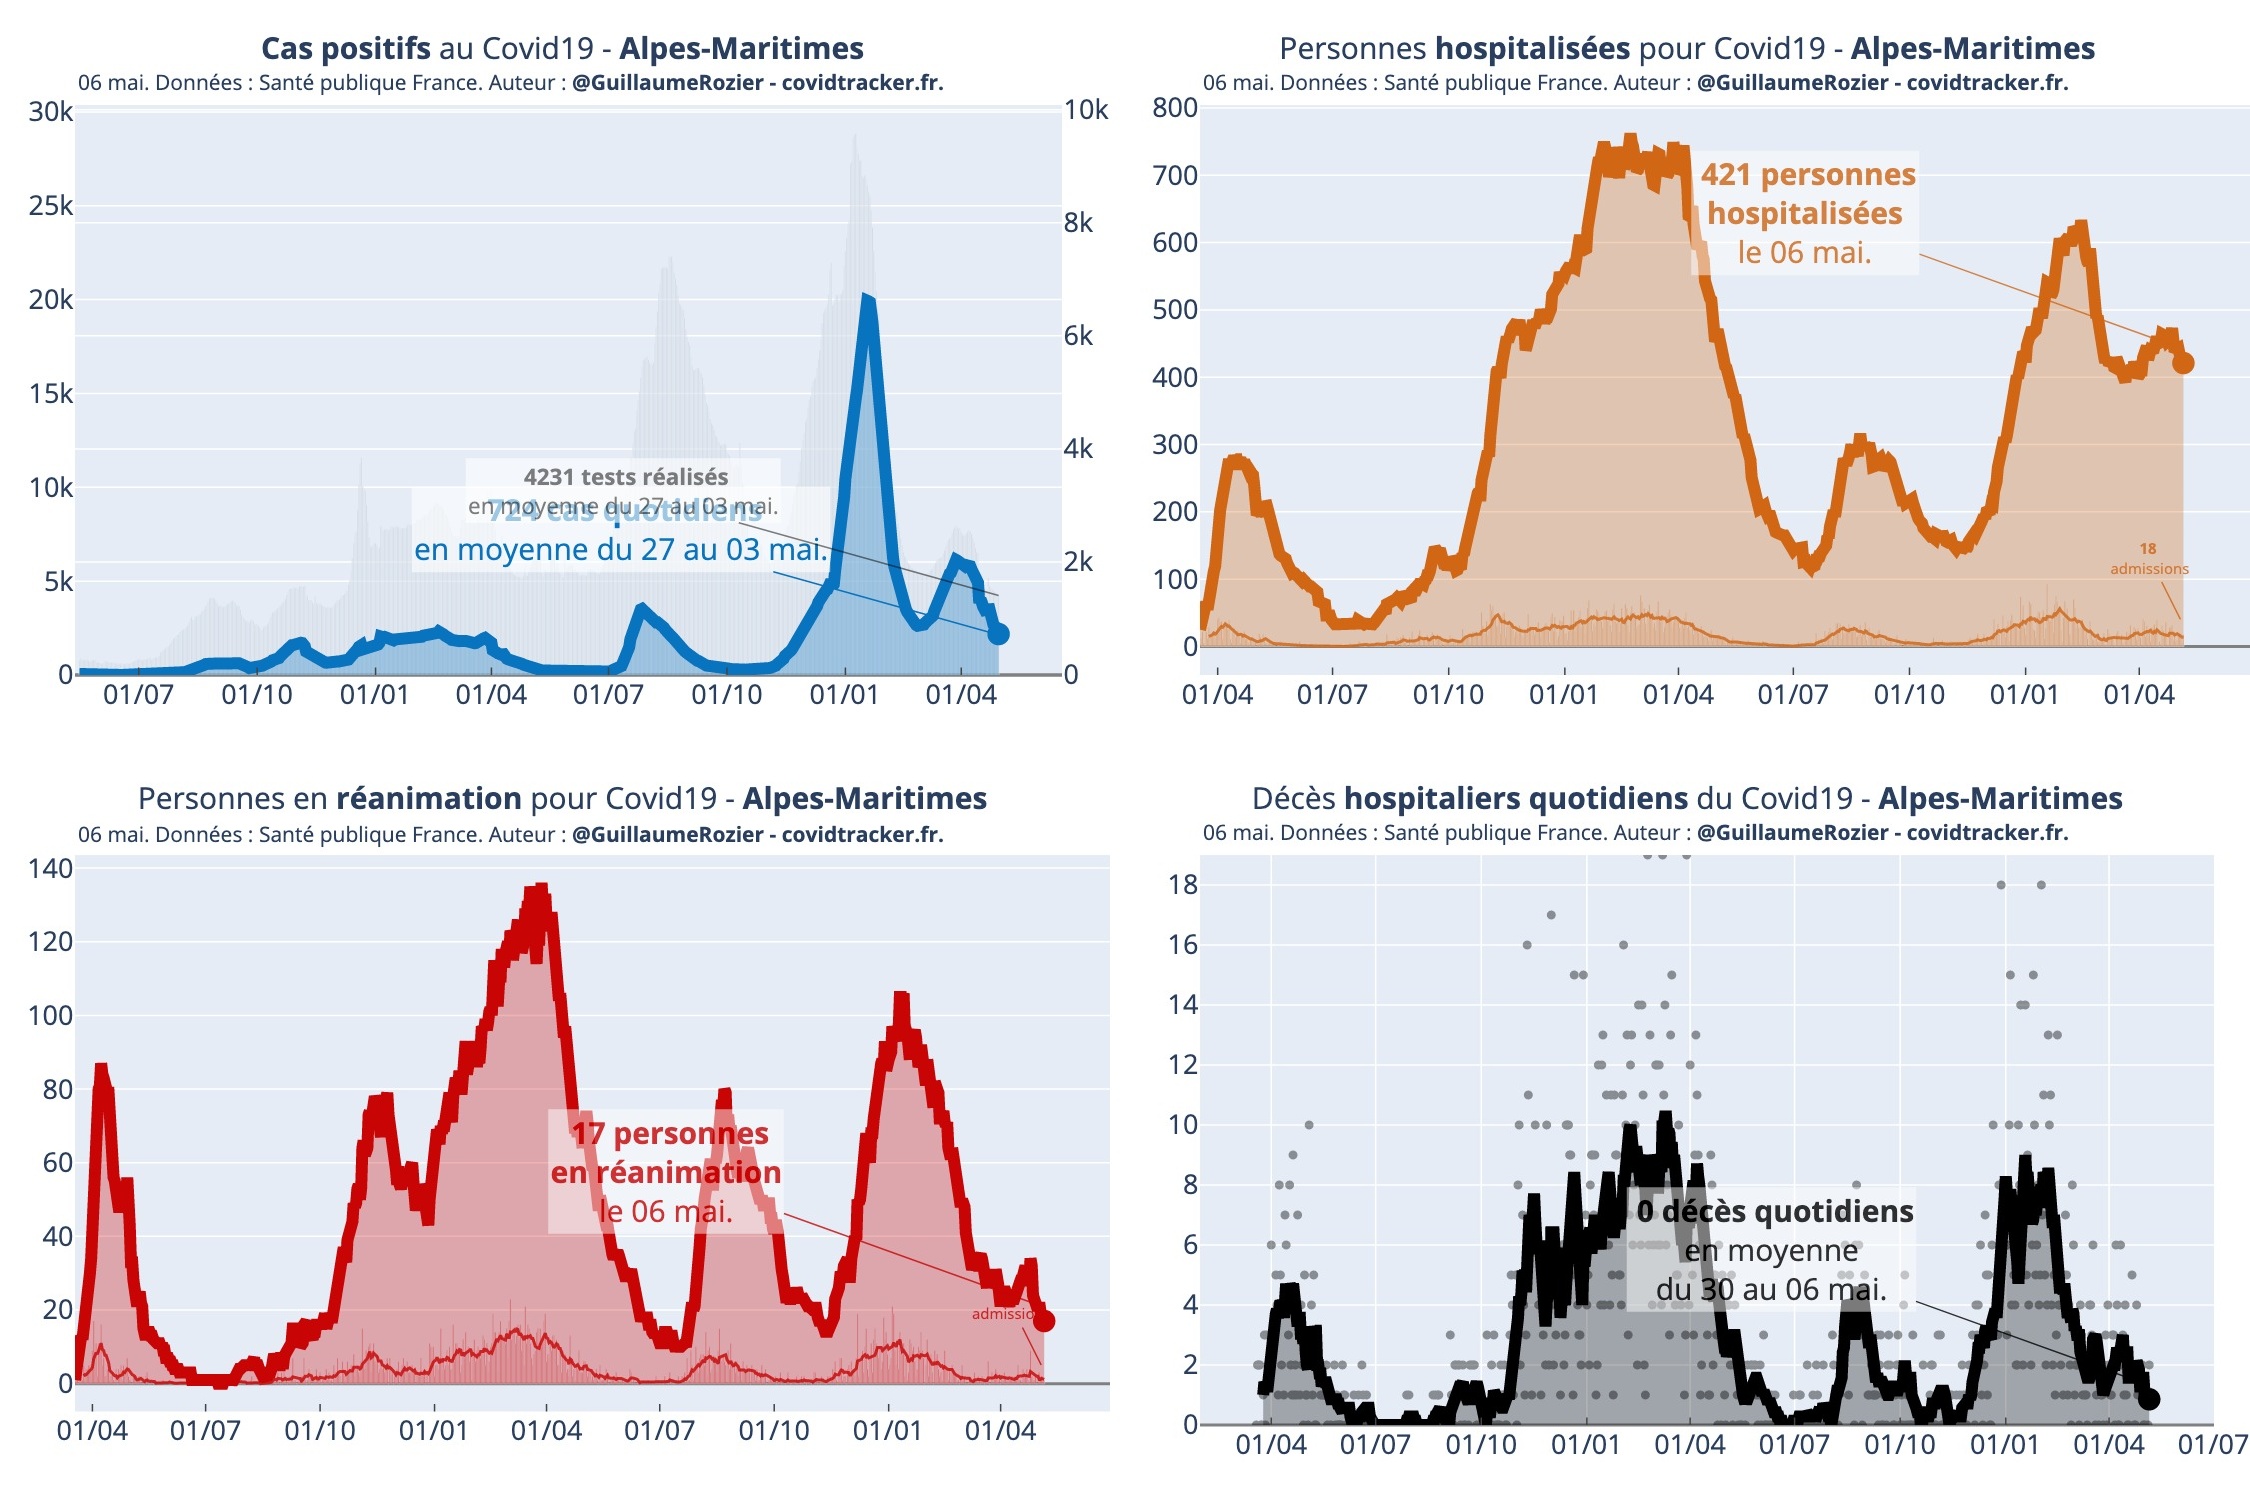 Cas positifs au Covid19 - Alpes-Maritimes
06 mai. Données : Santé publique France. Auteur : @GuillaumeRozier - covidtracker.fr.
30k
25k
20k
15k
10k
5k
0
10k
8k
6k
4k
2k
0
4231 tests réalisés
en moyenne du 27 au 03 mai.
724 cas quotidiens
en moyenne du 27 au 03 mai.
01/07 01/10 01/01 01/04 01/07 01/10 01/01 01/04
Personnes hospitalisées pour Covid19 - Alpes-Maritimes
06 mai. Données : Santé publique France. Auteur : @GuillaumeRozier - covidtracker.fr.
800
700
600
500
400
300
200
100
0
421 personnes
hospitalisées
le 06 mai.
18
admissions
01/04 01/07 01/10 01/01 01/04 01/07 01/10 01/01 01/04
Personnes en réanimation pour Covid19 - Alpes-Maritimes
06 mai. Données : Santé publique France. Auteur : @GuillaumeRozier - covidtracker.fr.
140
120
100
80
60
40
20
0
17 personnes
en réanimation
le 06 mai.
admissio
01/04 01/07 01/10 01/01 01/04 01/07 01/10 01/01 01/04
Décès hospitaliers quotidiens du Covid19 - Alpes-Maritimes
06 mai. Données : Santé publique France. Auteur : @GuillaumeRozier - covidtracker.fr.
18
16
14
12
10
8
6
4
2
0
0 décès quotidiens
en moyenne
du 30 au 06 mai.
01/04 01/07 01/10 01/01 01/04 01/07 01/10 01/01 01/04 01/07